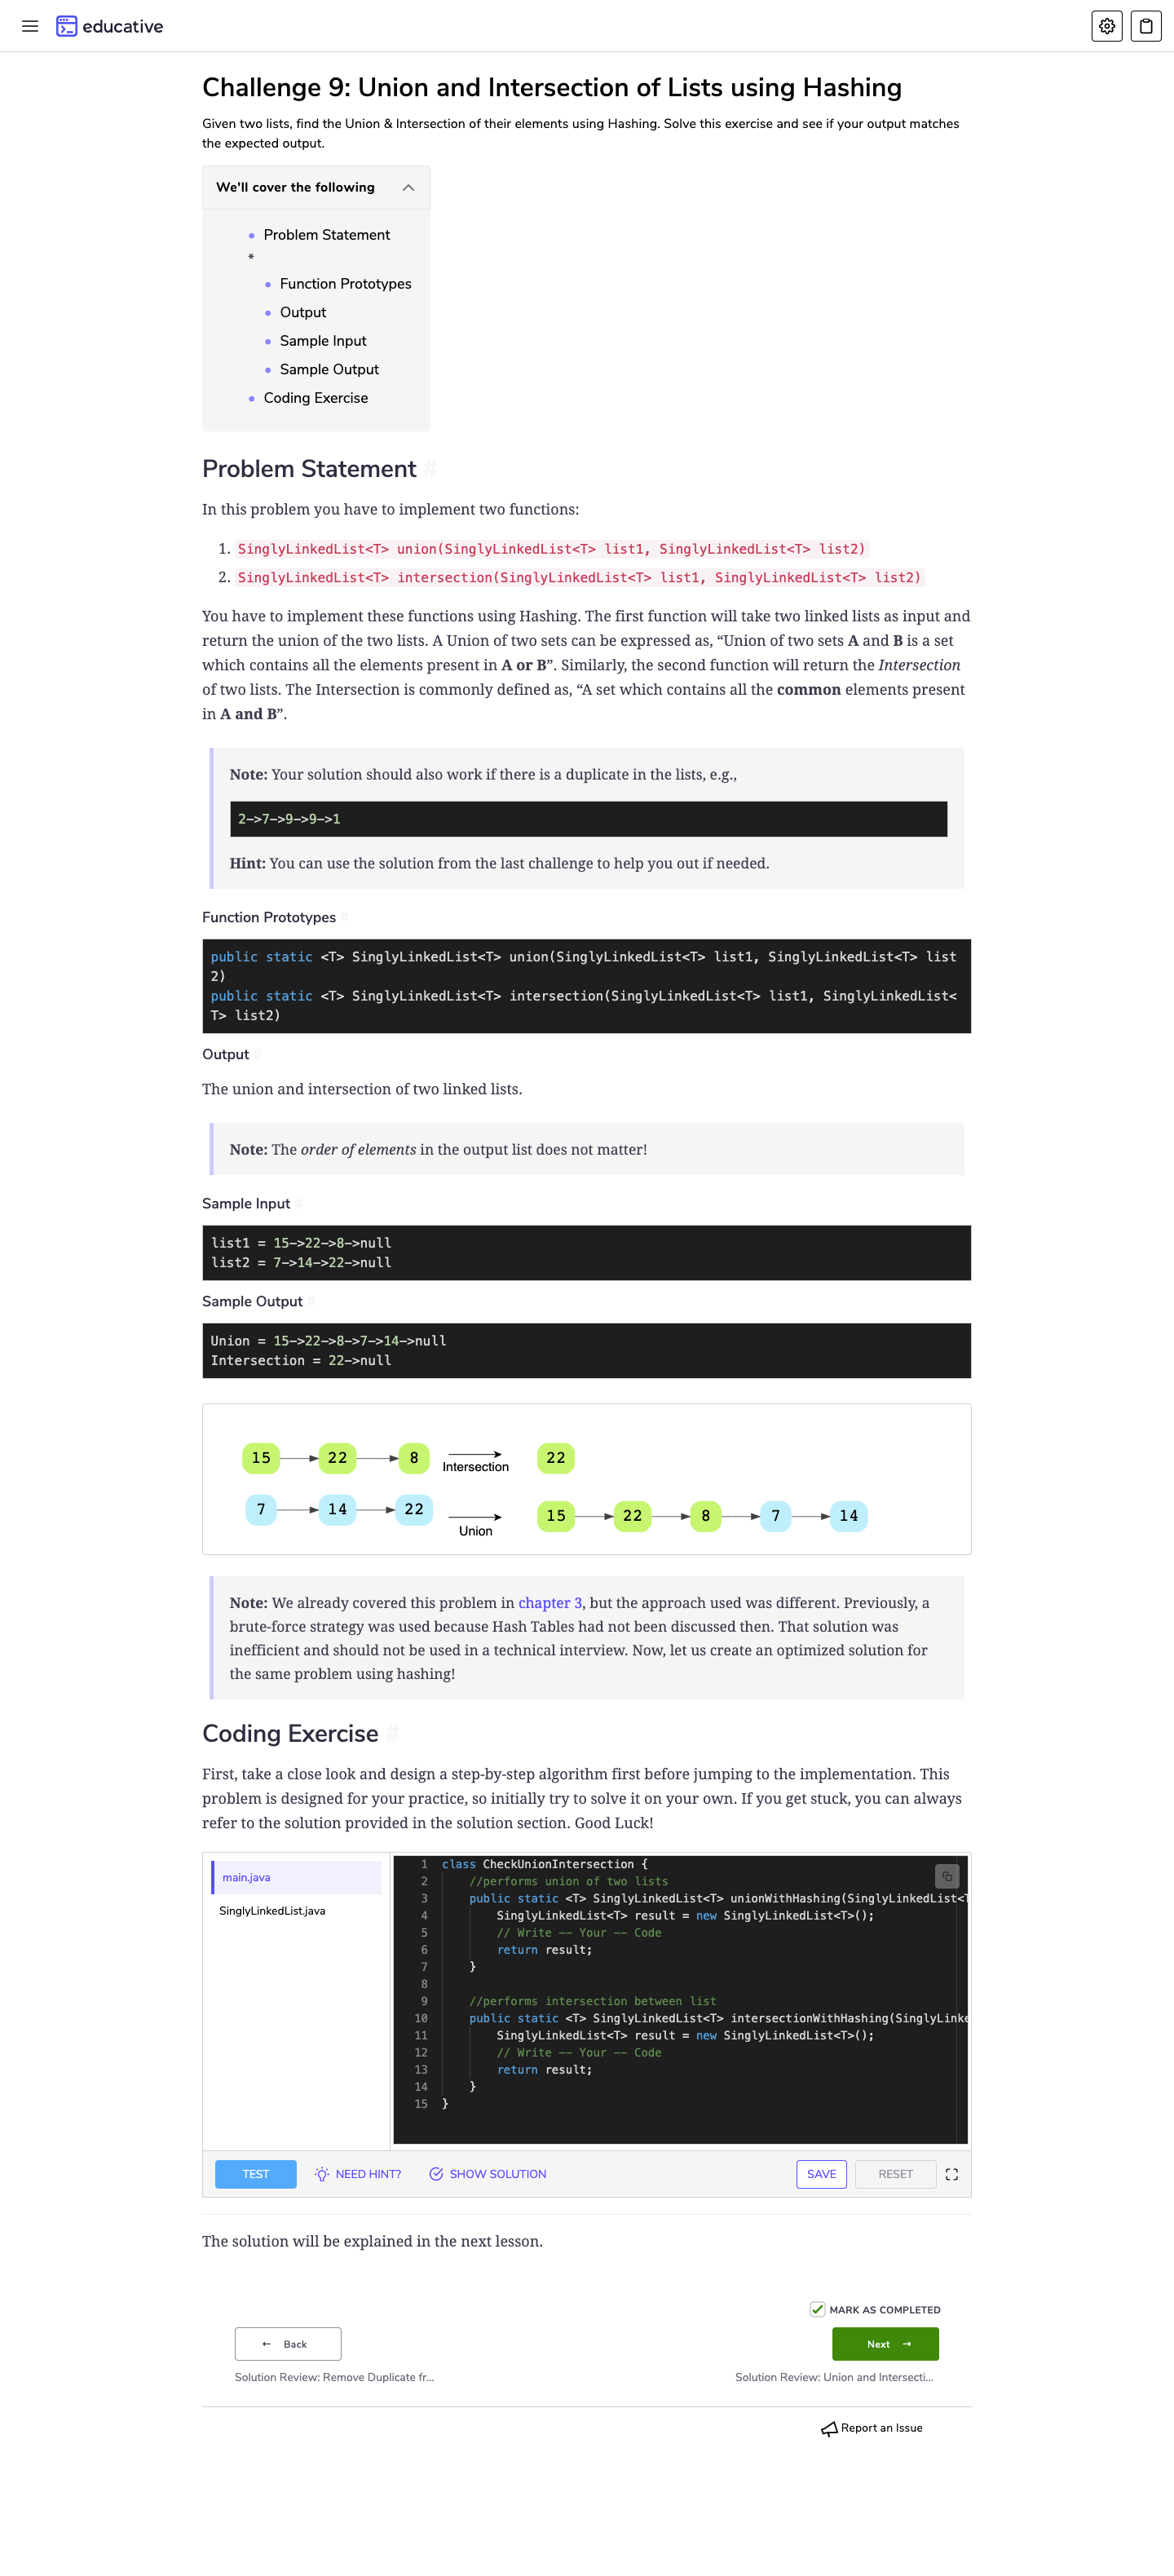 educative
Challenge 9: Union and Intersection of Lists using Hashing
Given two lists, find the Union & Intersection of their elements using Hashing. Solve this exercise and see if your output matches
the expected output.
We'll cover the following
Problem Statement
*
Function Prototypes
Output
Sample Input
Sample Output
Coding Exercise
Problem Statement #
In this problem you have to implement two functions:
1. SinglyLinkedList<T> union(SinglyLinkedList<T> list1, SinglyLinkedList<T> list2)
2. SinglyLinkedList<T> intersection(SinglyLinkedList<T> list1, SinglyLinkedList<T> list2)
You have to implement these functions using Hashing. The first function will take two linked lists as input and
return the union of the two lists. A Union of two sets can be expressed as, “Union of two sets A and B is a set
which contains all the elements present in A or B”. Similarly, the second function will return the Intersection
of two lists. The Intersection is commonly defined as, “A set which contains all the common elements present
in A and B”.
Note: Your solution should also work if there is a duplicate in the lists, e.g.,
2->7->9->9->1
Hint: You can use the solution from the last challenge to help you out if needed.
Function Prototypes #
public static <T> SinglyLinkedList<T> union(SinglyLinkedList<T> list1, SinglyLinkedList<T> list
2)
public static <T> SinglyLinkedList<T> intersection(SinglyLinkedList<T> list1, SinglyLinkedList<
T> list2)
Output #
The union and intersection of two linked lists.
Note: The order of elements in the output list does not matter!
Sample Input #
list1 = 15->22->8->null
list2 = 7->14->22->null
Sample Output #
Union = 15->22->8->7->14->null
Intersection = 22->null
15 22 8 Intersection 22
7 14 22 Union 15 22 8 7 14
Note: We already covered this problem in chapter 3, but the approach used was different. Previously, a
brute-force strategy was used because Hash Tables had not been discussed then. That solution was
inefficient and should not be used in a technical interview. Now, let us create an optimized solution for
the same problem using hashing!
Coding Exercise #
First, take a close look and design a step-by-step algorithm first before jumping to the implementation. This
problem is designed for your practice, so initially try to solve it on your own. If you get stuck, you can always
refer to the solution provided in the solution section. Good Luck!
main.java
SinglyLinkedList.java
1 class CheckUnionIntersection {
2 //performs union of two lists
3 public static <T> SinglyLinkedList<T> unionWithHashing(SinglyLinkedList<T
4 SinglyLinkedList<T> result = new SinglyLinkedList<T>();
5 // Write -- Your -- Code
6 return result;
7 }
8
9 //performs intersection between list
10 public static <T> SinglyLinkedList<T> intersectionWithHashing(SinglyLinke
11 SinglyLinkedList<T> result = new SinglyLinkedList<T>();
12 // Write -- Your -- Code
13 return result;
14 }
15 }
TEST NEED HINT? SHOW SOLUTION SAVE RESET
The solution will be explained in the next lesson.
MARK AS COMPLETED
← Back Next →
Solution Review: Remove Duplicate fr... Solution Review: Union and Intersecti...
Report an Issue